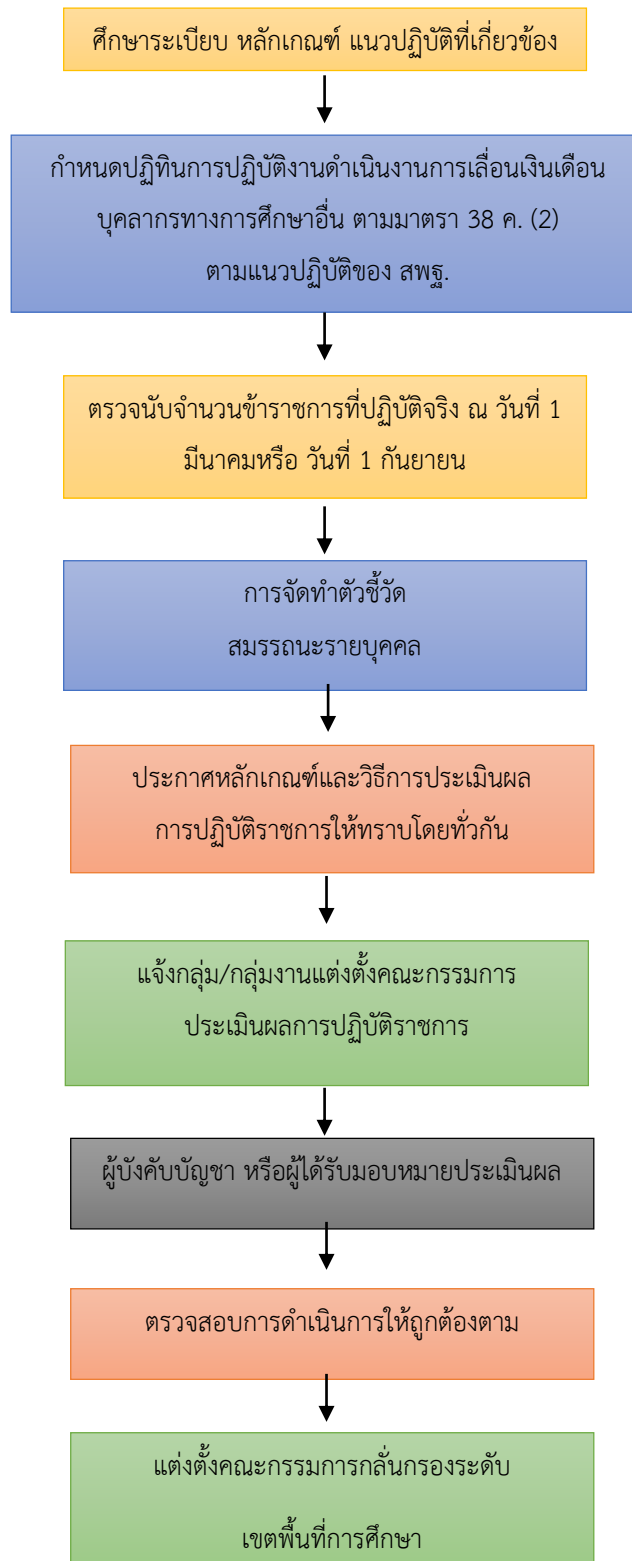 ศึกษาระเบียบ หลักเกณฑ์ แนวปฏิบัติที่เกี่ยวข้อง
กำหนดปฏิทินการปฏิบัติงานดำเนินงานการเลื่อนเงินเดือน
บุคลากรทางการศึกษาอื่น ตามมาตรา 38 ค. (2)
ตามแนวปฏิบัติของ สพฐ.
ตรวจนับจำนวนข้าราชการที่ปฏิบัติจริง ณ วันที่ 1
มีนาคมหรือ วันที่ 1 กันยายน
การจัดทำตัวชี้วัด
สมรรถนะรายบุคคล
ประกาศหลักเกณฑ์และวิธีการประเมินผล
การปฏิบัติราชการให้ทราบโดยทั่วกัน
แจ้งกลุ่ม/กลุ่มงานแต่งตั้งคณะกรรมการ
ประเมินผลการปฏิบัติราชการ
ผู้บังคับบัญชา หรือผู้ได้รับมอบหมายประเมินผล
ตรวจสอบการดำเนินการให้ถูกต้องตาม
แต่งตั้งคณะกรรมการกลั่นกรองระดับ
เขตพื้นที่การศึกษา